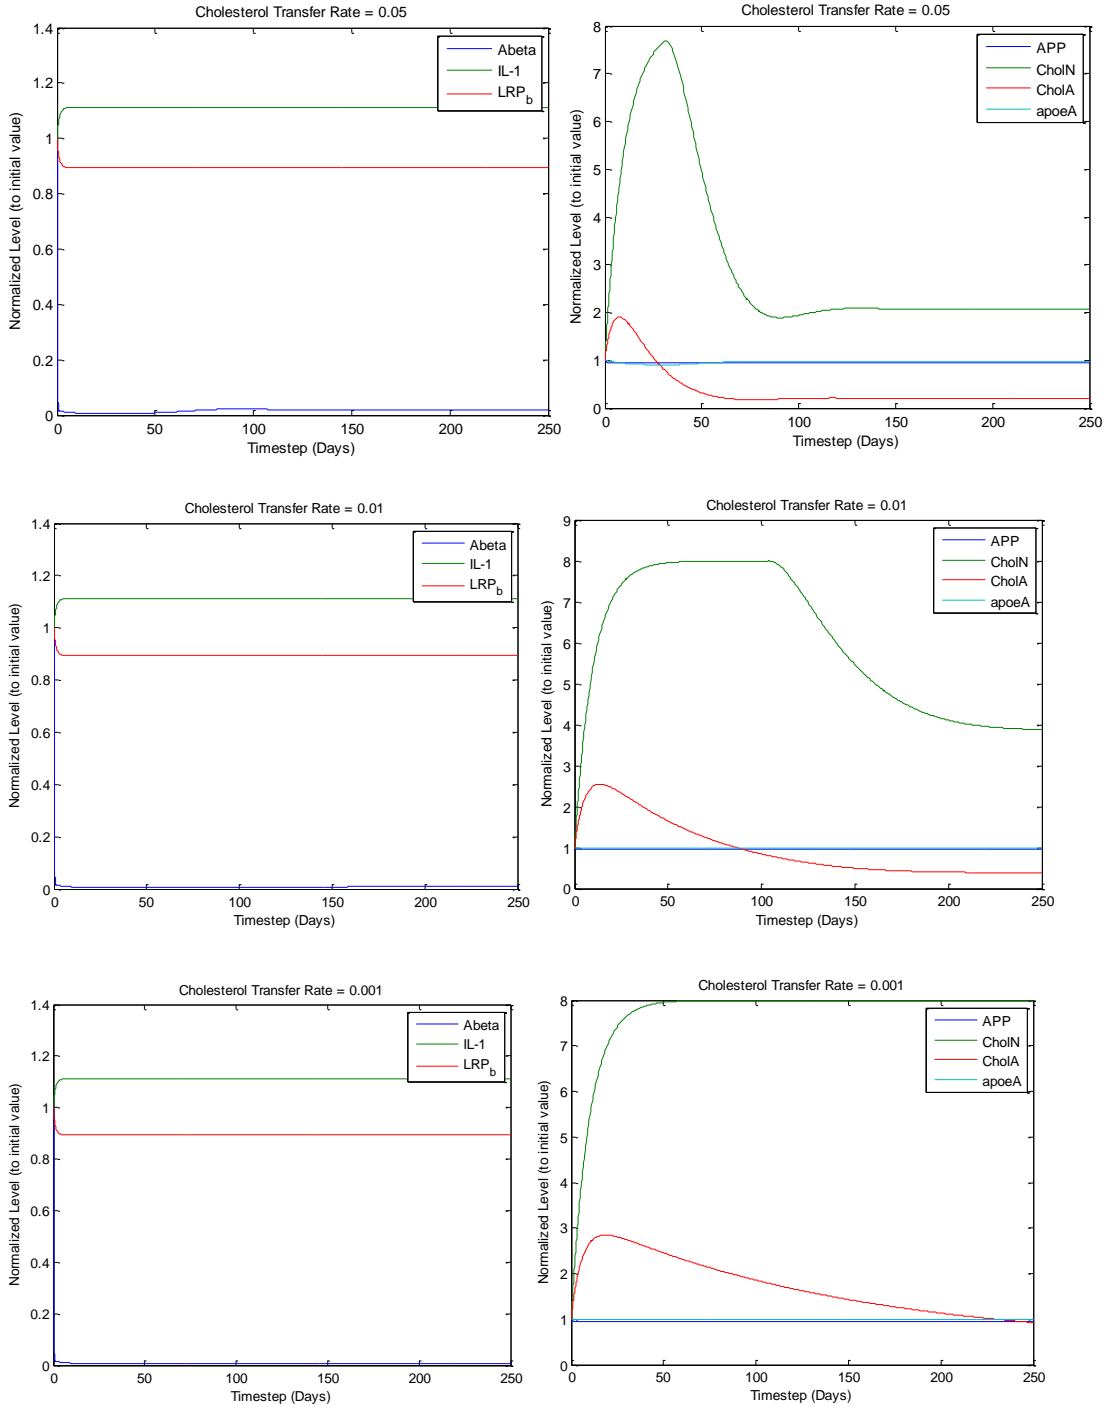 Cholesterol Transfer Rate = 0.05
1.4
1.2
1
0.8
0.6
0.4
0.2
0
Normalized Level (to initial value)
Abeta
IL-1
LRP_b
0 50 100 150 200 250
Timestep (Days)
Cholesterol Transfer Rate = 0.05
8
7
6
5
4
3
2
1
0
Normalized Level (to initial value)
APP
CholN
CholA
apoeA
0 50 100 150 200 250
Timestep (Days)
Cholesterol Transfer Rate = 0.01
1.4
1.2
1
0.8
0.6
0.4
0.2
0
Normalized Level (to initial value)
Abeta
IL-1
LRP_b
0 50 100 150 200 250
Timestep (Days)
Cholesterol Transfer Rate = 0.01
9
8
7
6
5
4
3
2
1
0
Normalized Level (to initial value)
APP
CholN
CholA
apoeA
0 50 100 150 200 250
Timestep (Days)
Cholesterol Transfer Rate = 0.001
1.4
1.2
1
0.8
0.6
0.4
0.2
0
Normalized Level (to initial value)
Abeta
IL-1
LRP_b
0 50 100 150 200 250
Timestep (Days)
Cholesterol Transfer Rate = 0.001
8
7
6
5
4
3
2
1
0
Normalized Level (to initial value)
APP
CholN
CholA
apoeA
0 50 100 150 200 250
Timestep (Days)